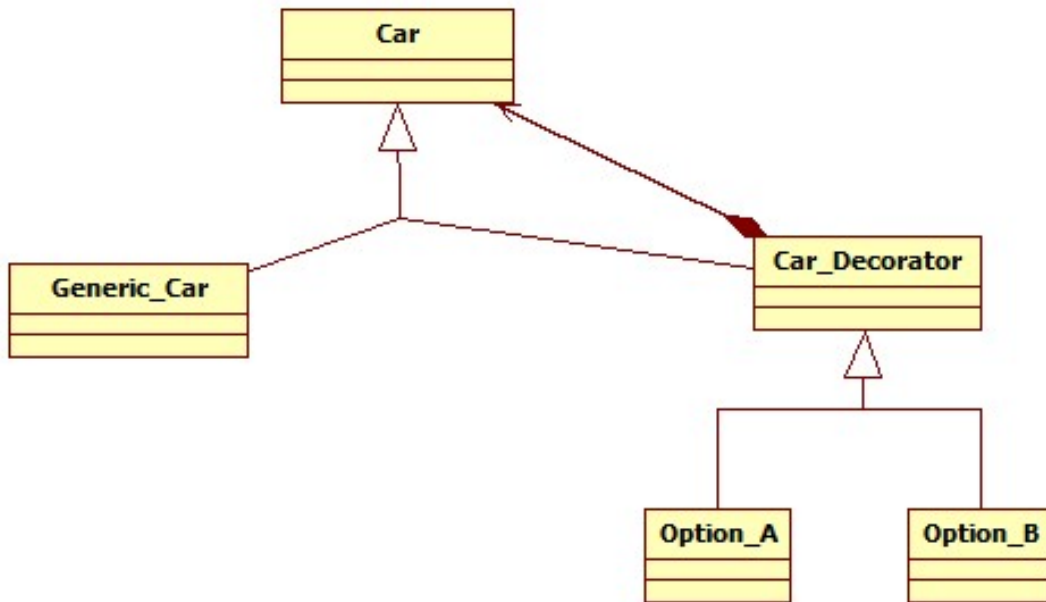 Car
Generic_Car
Car_Decorator
Option_A
Option_B